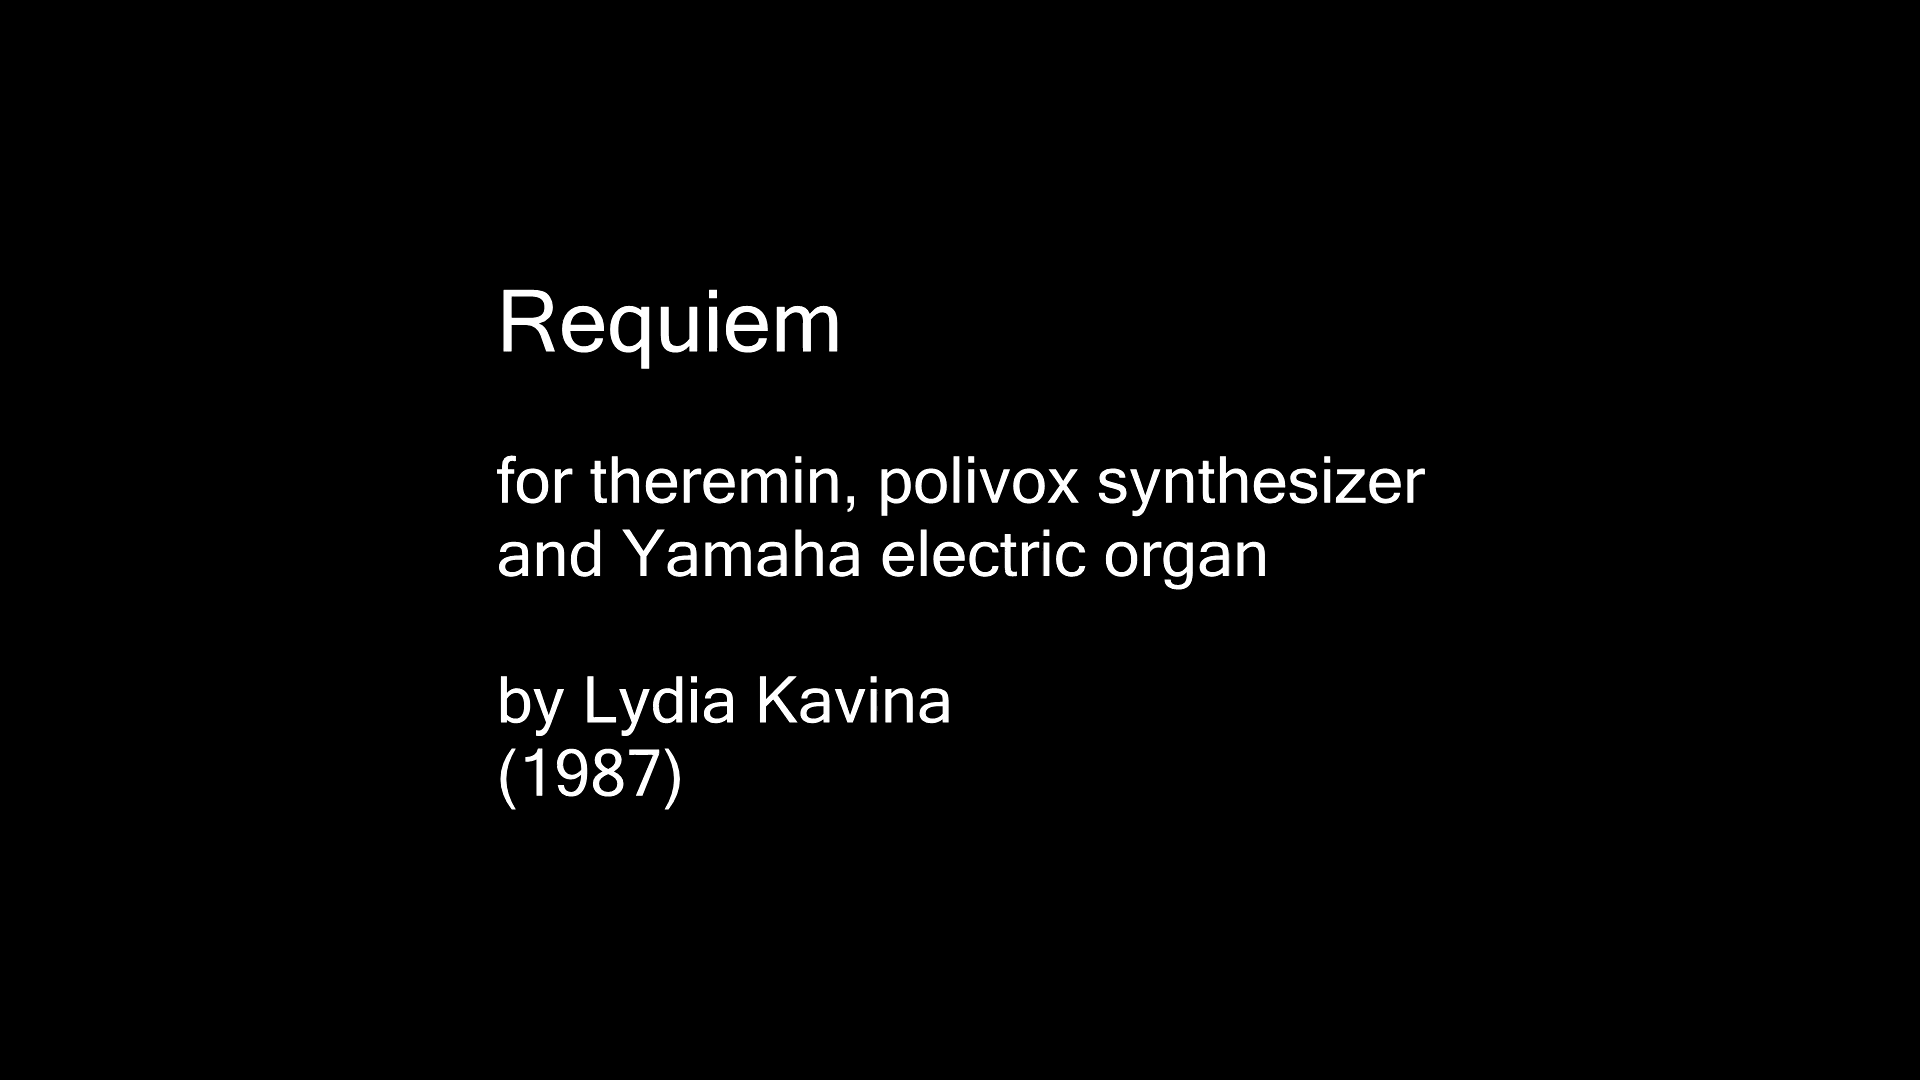 Requiem
for theremin, polivox synthesizer
and Yamaha electric organ
by Lydia Kavina
(1987)